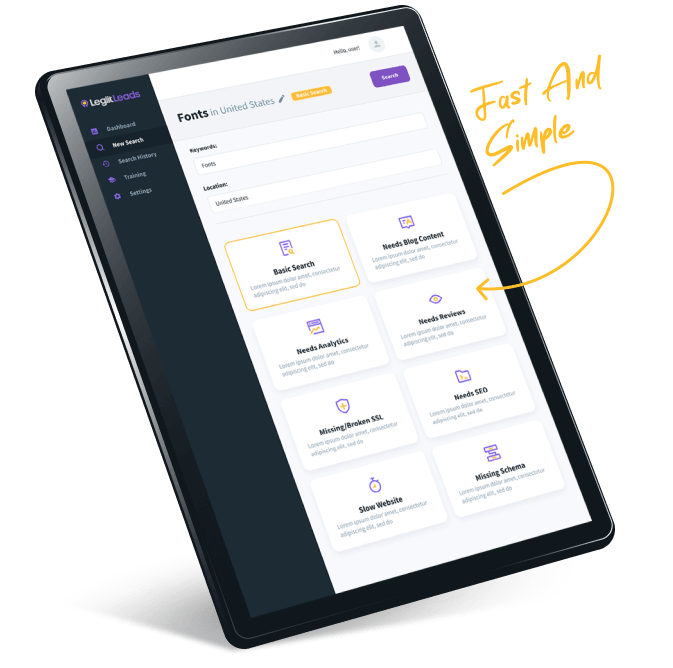 LegiitLeads
Hello, user!
Dashboard
New Search
Search History
Training
Settings
Fonts in United States
Basic Search
Search
Keywords:
Fonts
Location:
United States
Basic Search
Lorem ipsum dolor amet, consectetur
adipiscing elit, sed do
Needs Blog Content
Lorem ipsum dolor amet, consectetur
adipiscing elit, sed do
Needs Analytics
Lorem ipsum dolor amet, consectetur
adipiscing elit, sed do
Needs Reviews
Lorem ipsum dolor amet, consectetur
adipiscing elit, sed do
Missing/Broken SSL
Lorem ipsum dolor amet, consectetur
adipiscing elit, sed do
Needs SEO
Lorem ipsum dolor amet, consectetur
adipiscing elit, sed do
Slow Website
Lorem ipsum dolor amet, consectetur
adipiscing elit, sed do
Missing Schema
Lorem ipsum dolor amet, consectetur
adipiscing elit, sed do
Fast And
Simple